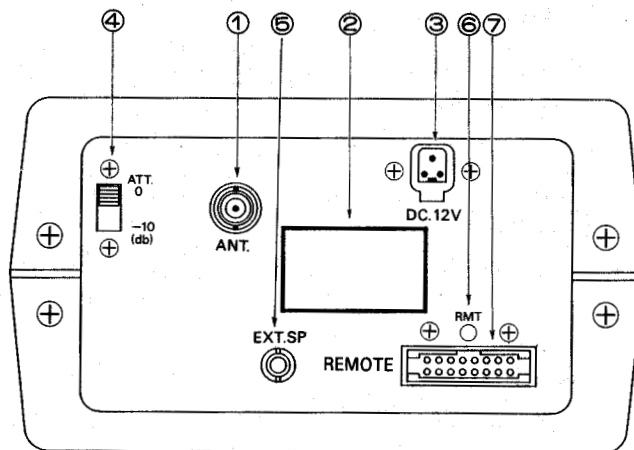 ④ ① ⑤ ② ③ ⑥ ⑦
ATT.
0
−10
(db)
ANT.
DC.12V
EXT.SP
RMT
REMOTE